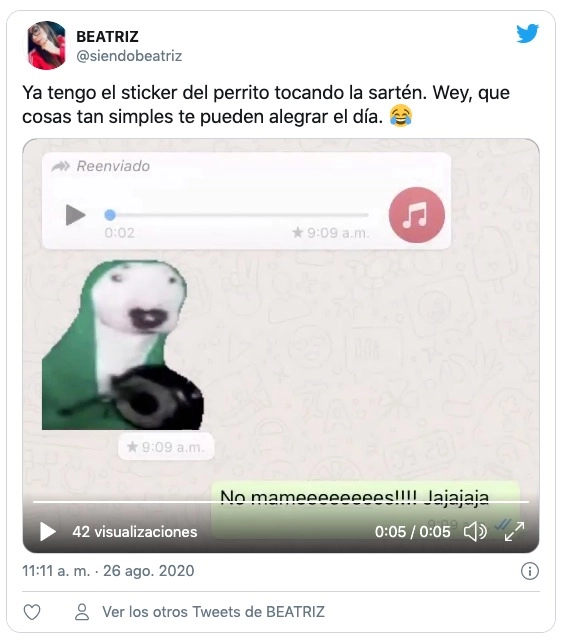 BEATRIZ
@siendobeatriz
Ya tengo el sticker del perrito tocando la sartén. Wey, que
cosas tan simples te pueden alegrar el día. 😂
Reenviado
0:02
9:09 a.m.
9:09 a.m.
No mameeeeeeeees!!!! Jajajaja
42 visualizaciones
0:05 / 0:05
11:11 a. m. · 26 ago. 2020
Ver los otros Tweets de BEATRIZ